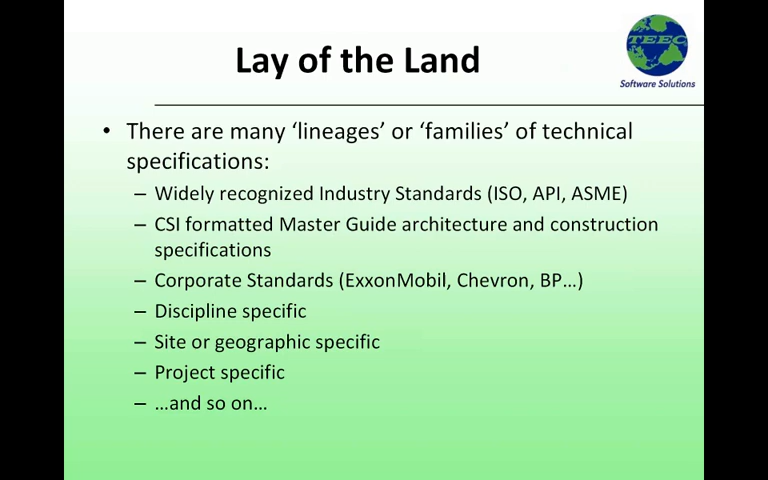 Lay of the Land
TEEC
Software Solutions
• There are many ‘lineages’ or ‘families’ of technical
specifications:
– Widely recognized Industry Standards (ISO, API, ASME)
– CSI formatted Master Guide architecture and construction
specifications
– Corporate Standards (ExxonMobil, Chevron, BP…)
– Discipline specific
– Site or geographic specific
– Project specific
– …and so on…